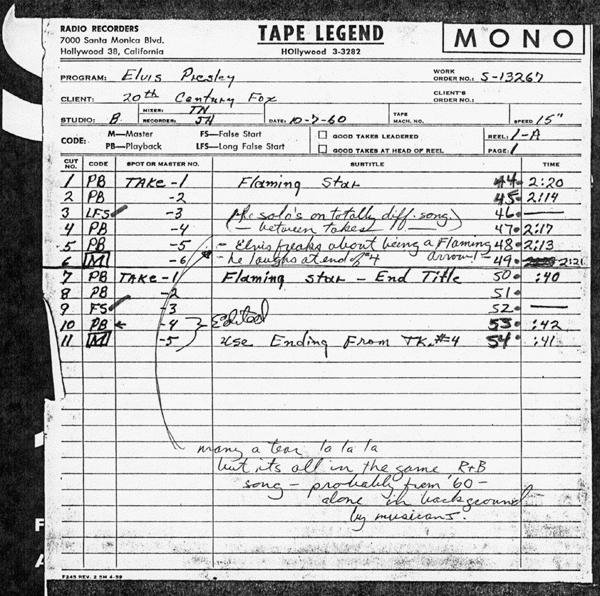 RADIO RECORDERS
7000 Santa Monica Blvd.
Hollywood 38, California
TAPE LEGEND
HOllywood 3-3282
MONO
PROGRAM: Elvis Presley
WORK ORDER NO.: S-13267
CLIENT: 20th Century Fox
CLIENT'S ORDER NO.:
STUDIO: B MIXER: TN RECORDER: JH DATE: 10-7-60 TAPE MACH. NO. SPEED 15"
CODE: M—Master FS—False Start GOOD TAKES LEADERED REEL: 1-A
PB—Playback LFS—Long False Start GOOD TAKES AT HEAD OF REEL PAGE: 1
CUT NO. CODE SPOT OR MASTER NO. SUBTITLE TIME
1 PB TAKE-1 Flaming Star 44 2:20
2 PB -2 45 2:14
3 LFS -3 (he solo's on totally diff. song) 46 —
4 PB -4 (— between takes —) 47 2:17
5 PB -5 - Elvis freaks about being a Flaming 48 2:13
6 M -6 - he laughs at end of #4 arrow! - 49 2:21
7 PB TAKE-1 Flaming Star - End Title 50 :40
8 PB -2 51
9 FS -3 52 —
10 PB ← -4 Edited 53 :42
11 M -5 Use Ending From TK. #4 54 :41
many a tear la la la
but its all in the game R+B
song - probably from '60 -
alone in background
by musicans.
F245 REV. 2 5M 4-59